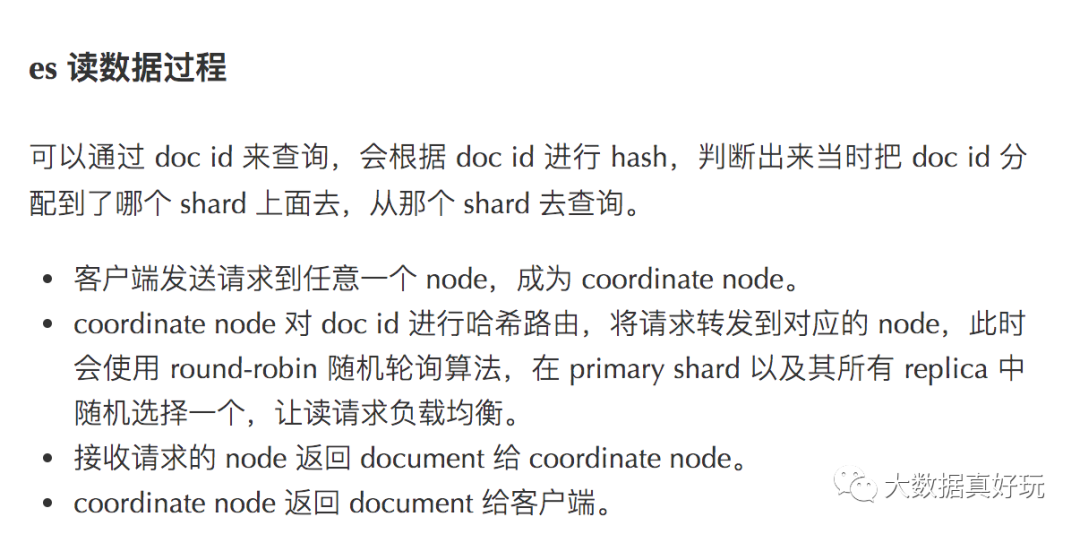 es 读数据过程
可以通过 doc id 来查询，会根据 doc id 进行 hash，判断出来当时把 doc id 分
配到了哪个 shard 上面去，从那个 shard 去查询。
• 客户端发送请求到任意一个 node，成为 coordinate node。
• coordinate node 对 doc id 进行哈希路由，将请求转发到对应的 node，此时
会使用 round-robin 随机轮询算法，在 primary shard 以及其所有 replica 中
随机选择一个，让读请求负载均衡。
• 接收请求的 node 返回 document 给 coordinate node。
• coordinate node 返回 document 给客户端。
大数据真好玩